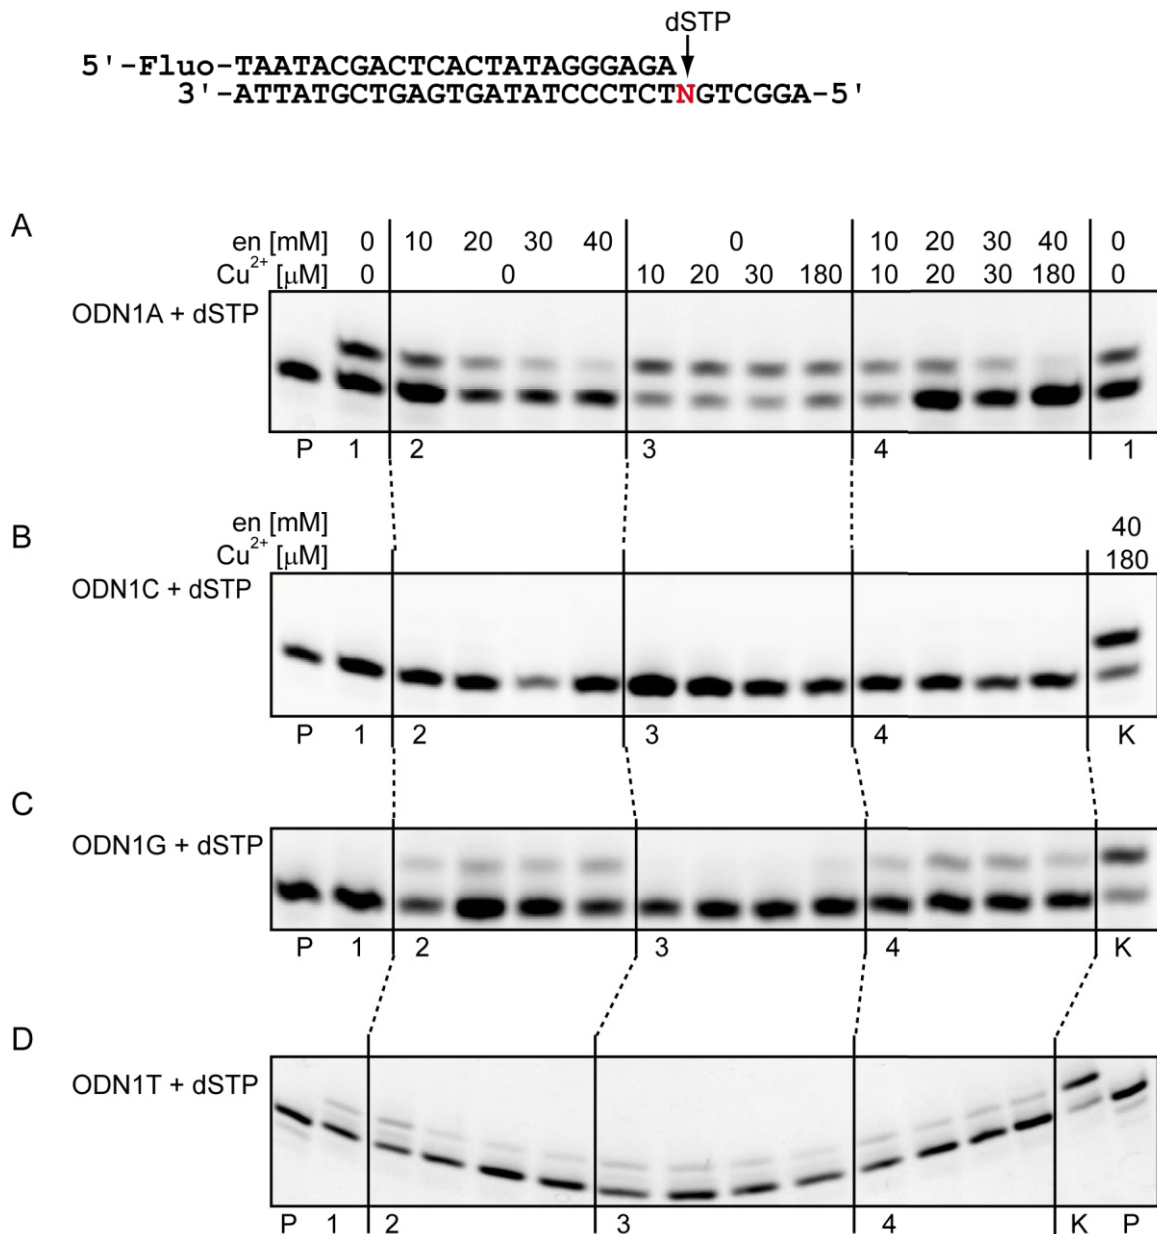 dSTP
5'-Fluo-TAATACGACTCACTATAGGGAGA
3'-ATTATGCTGAGTGATATCCCTCTNGTCGGA-5'
A
en [mM] 0 10 20 30 40 0 10 20 30 40 0
Cu2+ [µM] 0 0 10 20 30 180 10 20 30 180 0
ODN1A + dSTP
P 1 2 3 4 1
B
en [mM] 40
Cu2+ [µM] 180
ODN1C + dSTP
P 1 2 3 4 K
C
ODN1G + dSTP
P 1 2 3 4 K
D
ODN1T + dSTP
P 1 2 3 4 K P